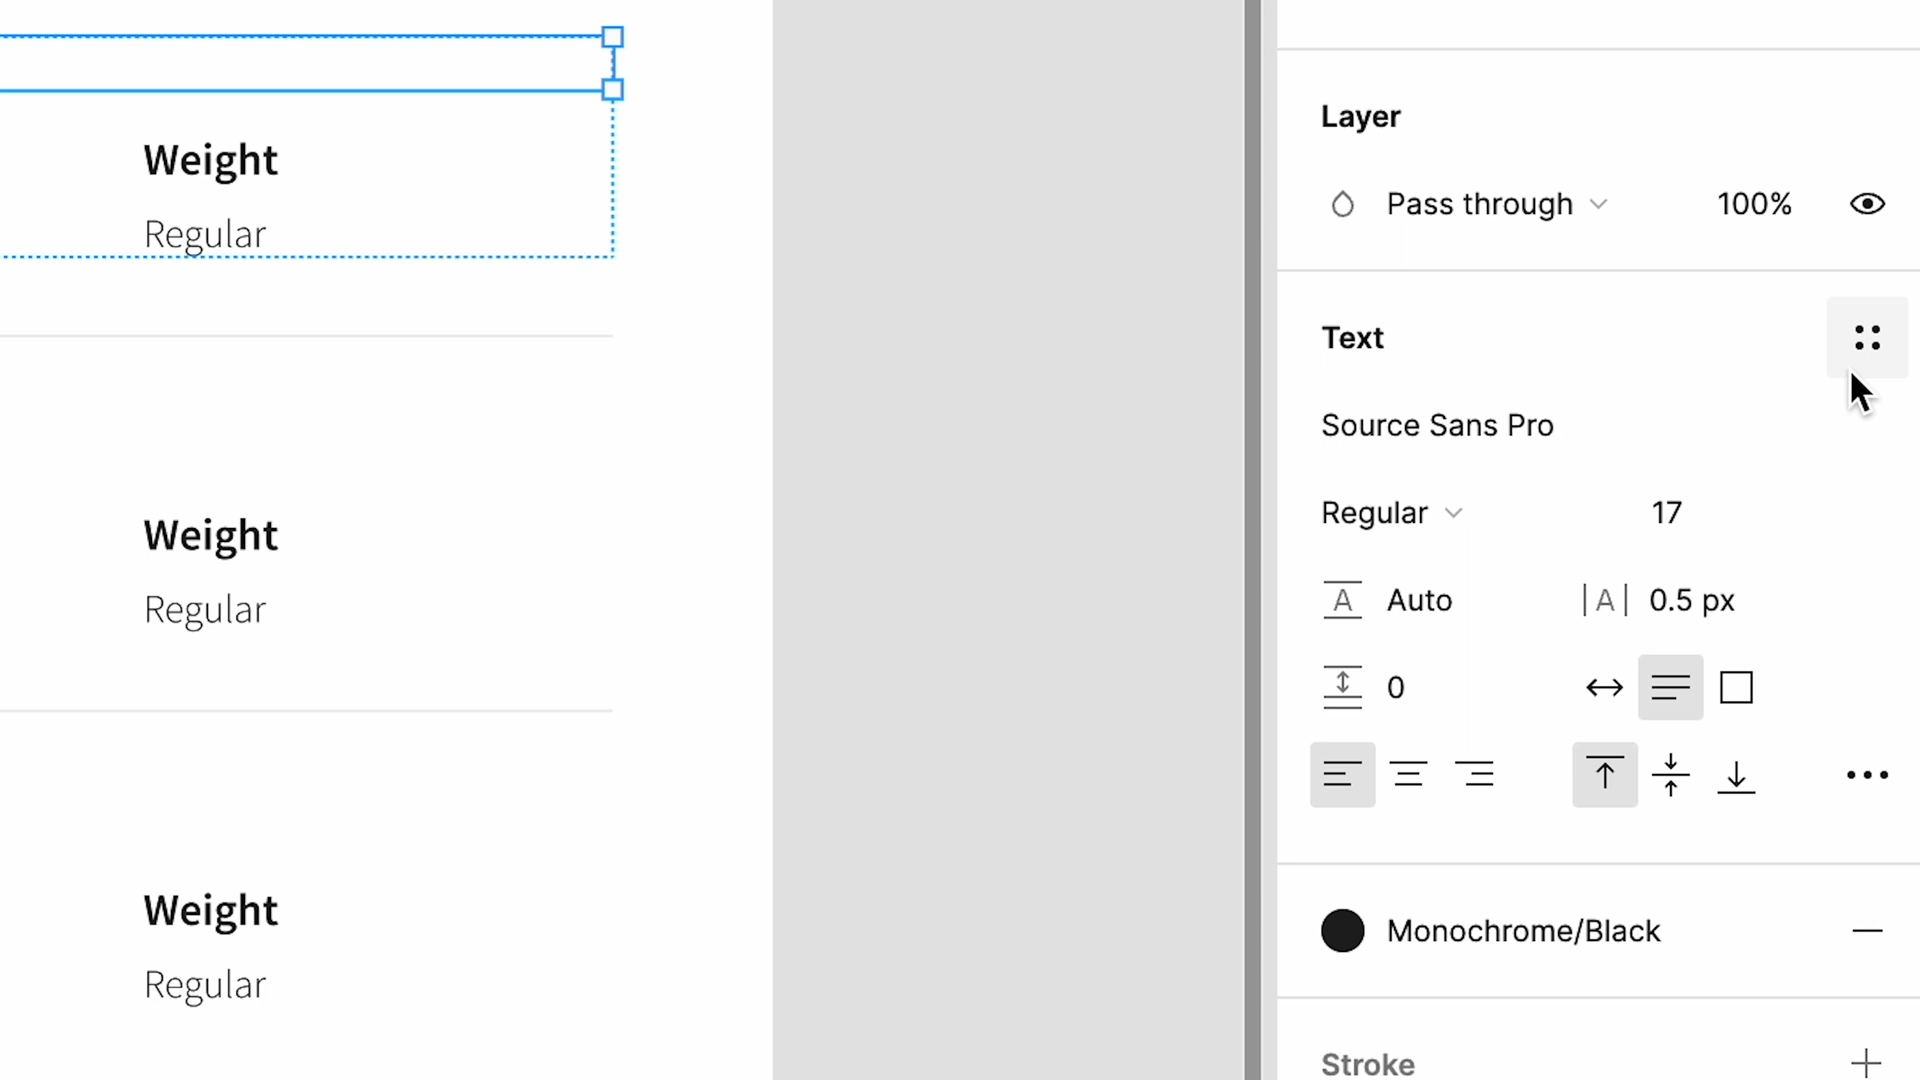 Weight
Regular
Weight
Regular
Weight
Regular
Layer
Pass through 100%
Text
Source Sans Pro
Regular 17
A Auto |A| 0.5 px
0
Monochrome/Black
Stroke